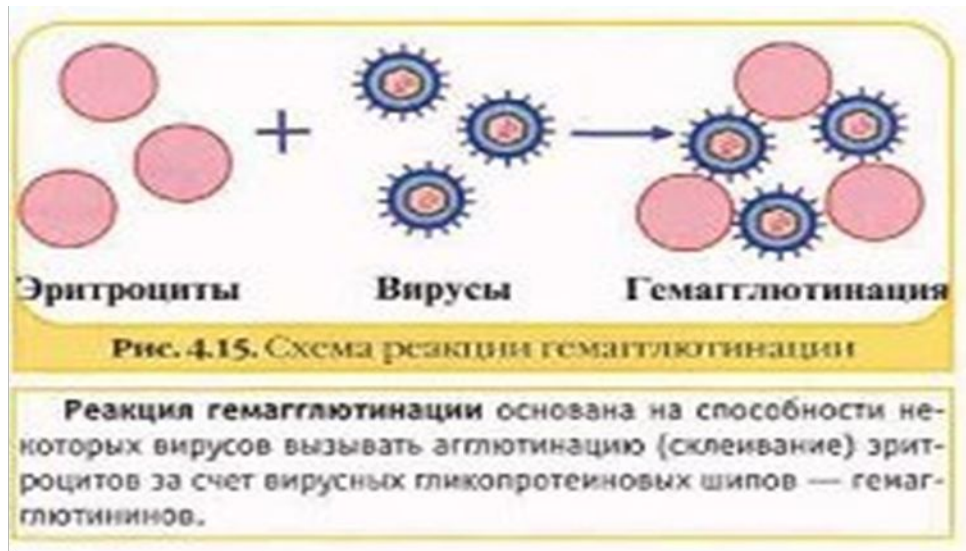 Эритроциты
Вирусы
Гемагглютинация
Рис. 4.15. Схема реакции гемагглютинации
Реакция гемагглютинации основана на способности не-
которых вирусов вызывать агглютинацию (склеивание) эрит-
роцитов за счет вирусных гликопротеиновых шипов — гемаг-
глютининов.